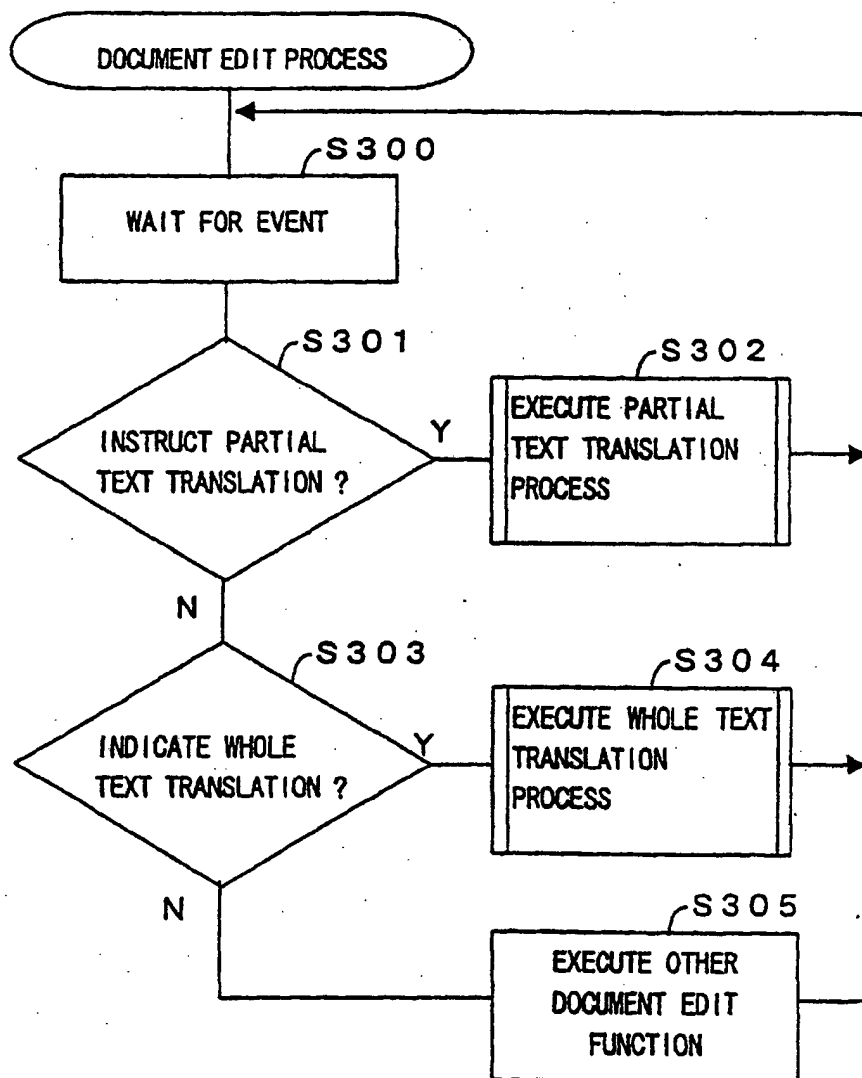 DOCUMENT EDIT PROCESS
S300
WAIT FOR EVENT
S301
INSTRUCT PARTIAL
TEXT TRANSLATION ?
Y
N
S302
EXECUTE PARTIAL
TEXT TRANSLATION
PROCESS
S303
INDICATE WHOLE
TEXT TRANSLATION ?
Y
N
S304
EXECUTE WHOLE TEXT
TRANSLATION
PROCESS
S305
EXECUTE OTHER
DOCUMENT EDIT
FUNCTION